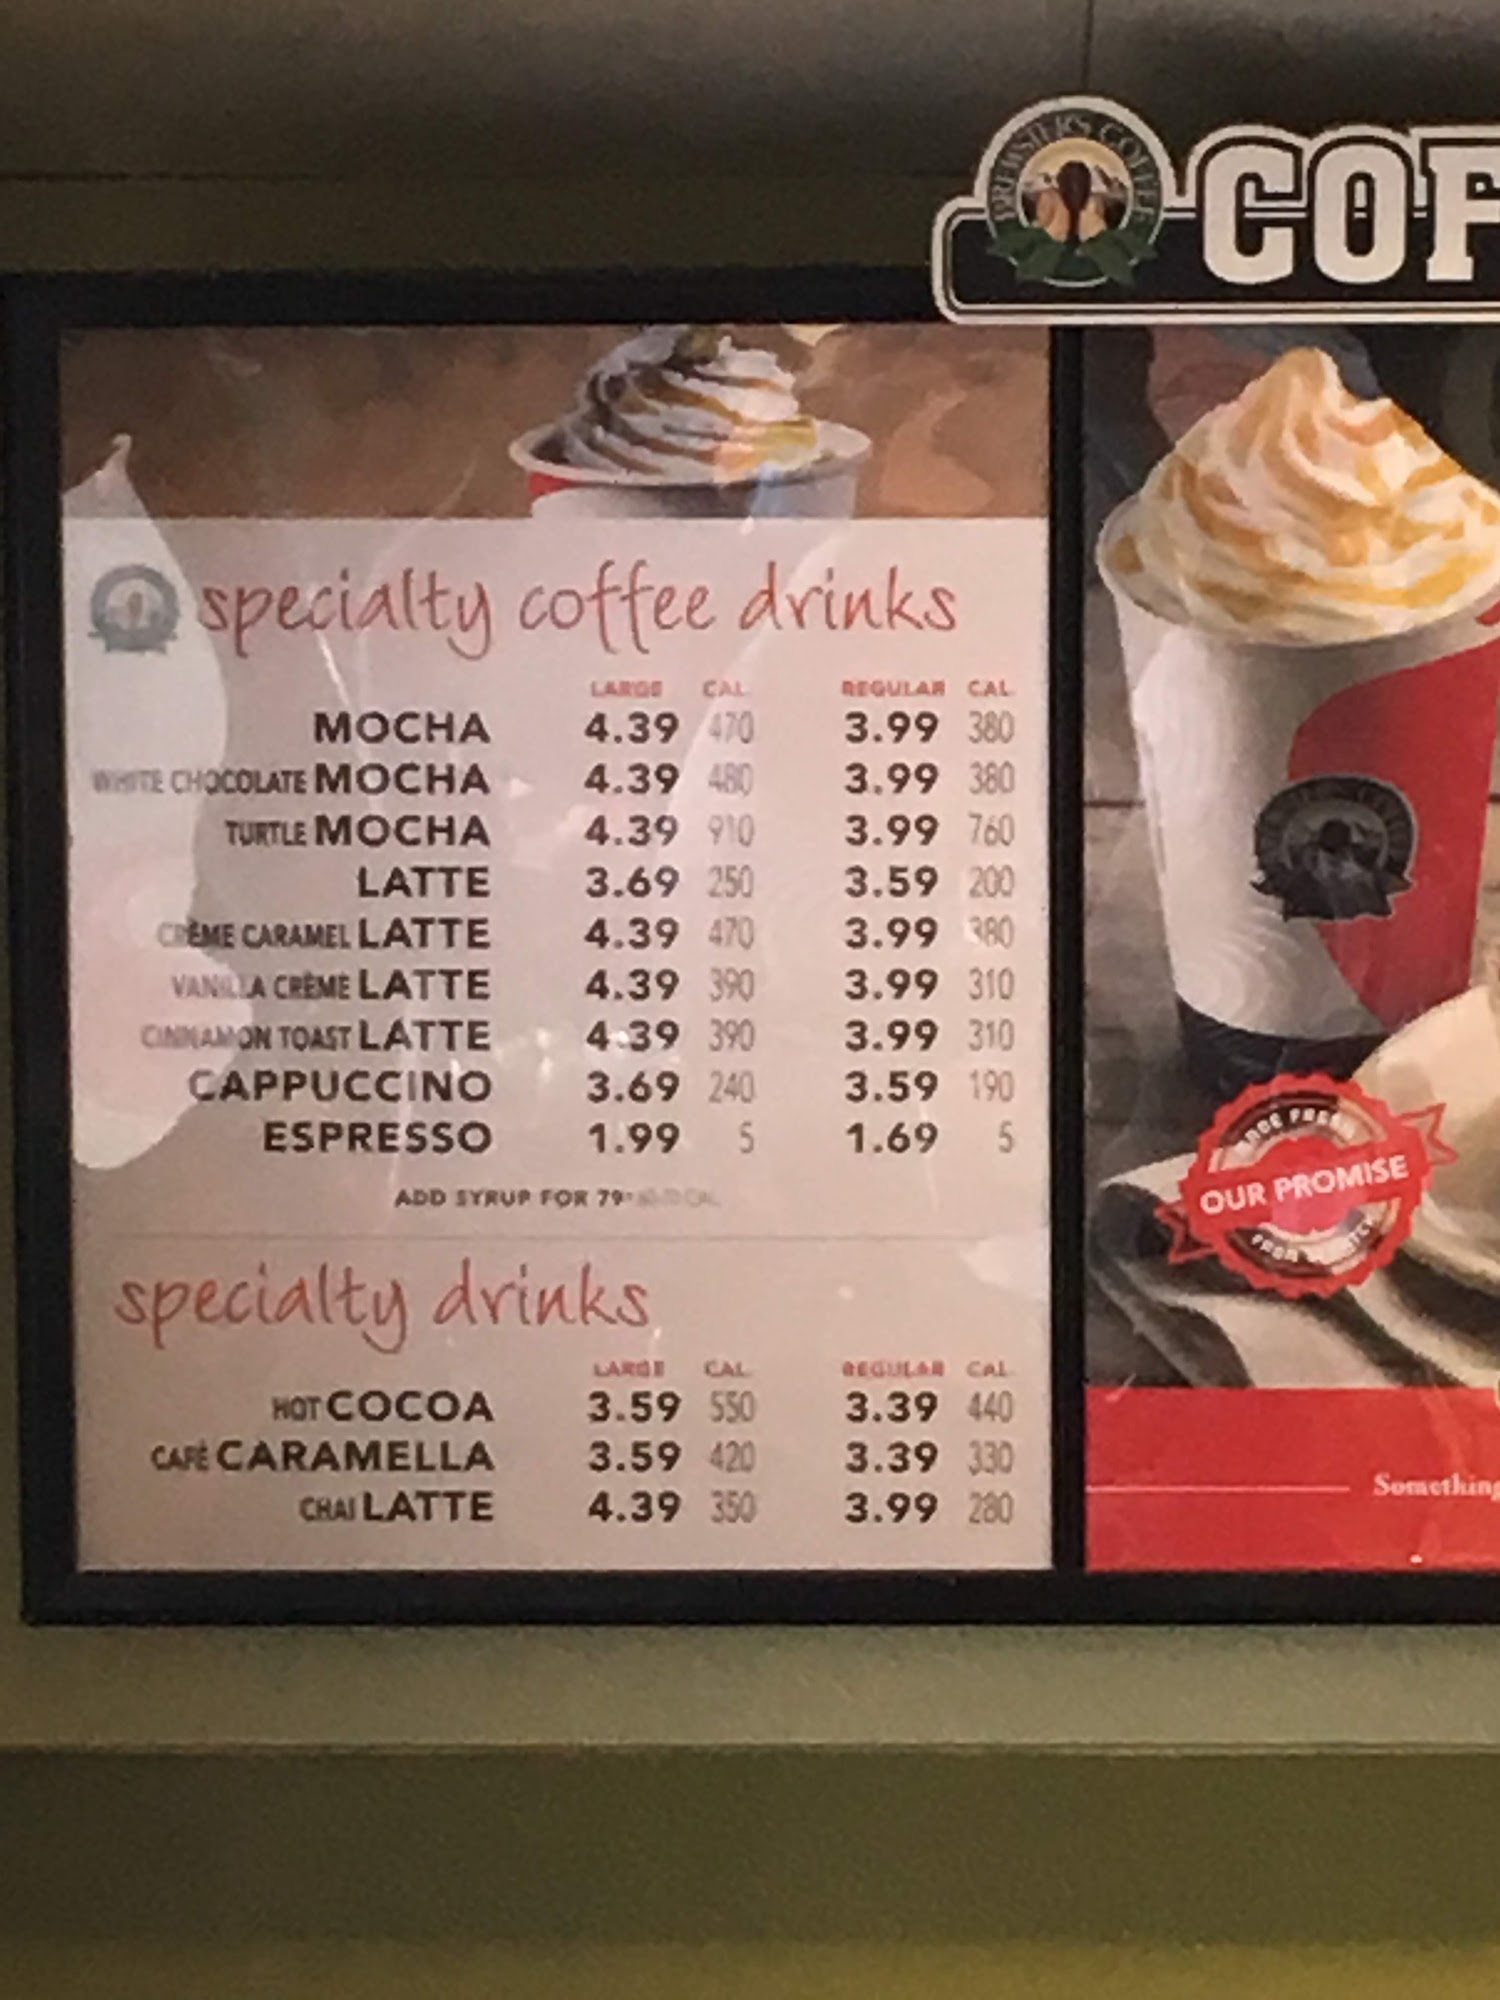 BREWSTERS COFFEE
COF
specialty coffee drinks
LARGE CAL REGULAR CAL
MOCHA 4.39 470 3.99 380
WHITE CHOCOLATE MOCHA 4.39 480 3.99 380
TURTLE MOCHA 4.39 910 3.99 760
LATTE 3.69 250 3.59 200
CRÈME CARAMEL LATTE 4.39 470 3.99 380
VANILLA CRÈME LATTE 4.39 390 3.99 310
CINNAMON TOAST LATTE 4.39 390 3.99 310
CAPPUCCINO 3.69 240 3.59 190
ESPRESSO 1.99 5 1.69 5
ADD SYRUP FOR 79¢ CAL
specialty drinks
LARGE CAL REGULAR CAL
HOT COCOA 3.59 550 3.39 440
CAFÉ CARAMELLA 3.59 420 3.39 330
CHAI LATTE 4.39 350 3.99 280
MADE FRESH
OUR PROMISE
Something